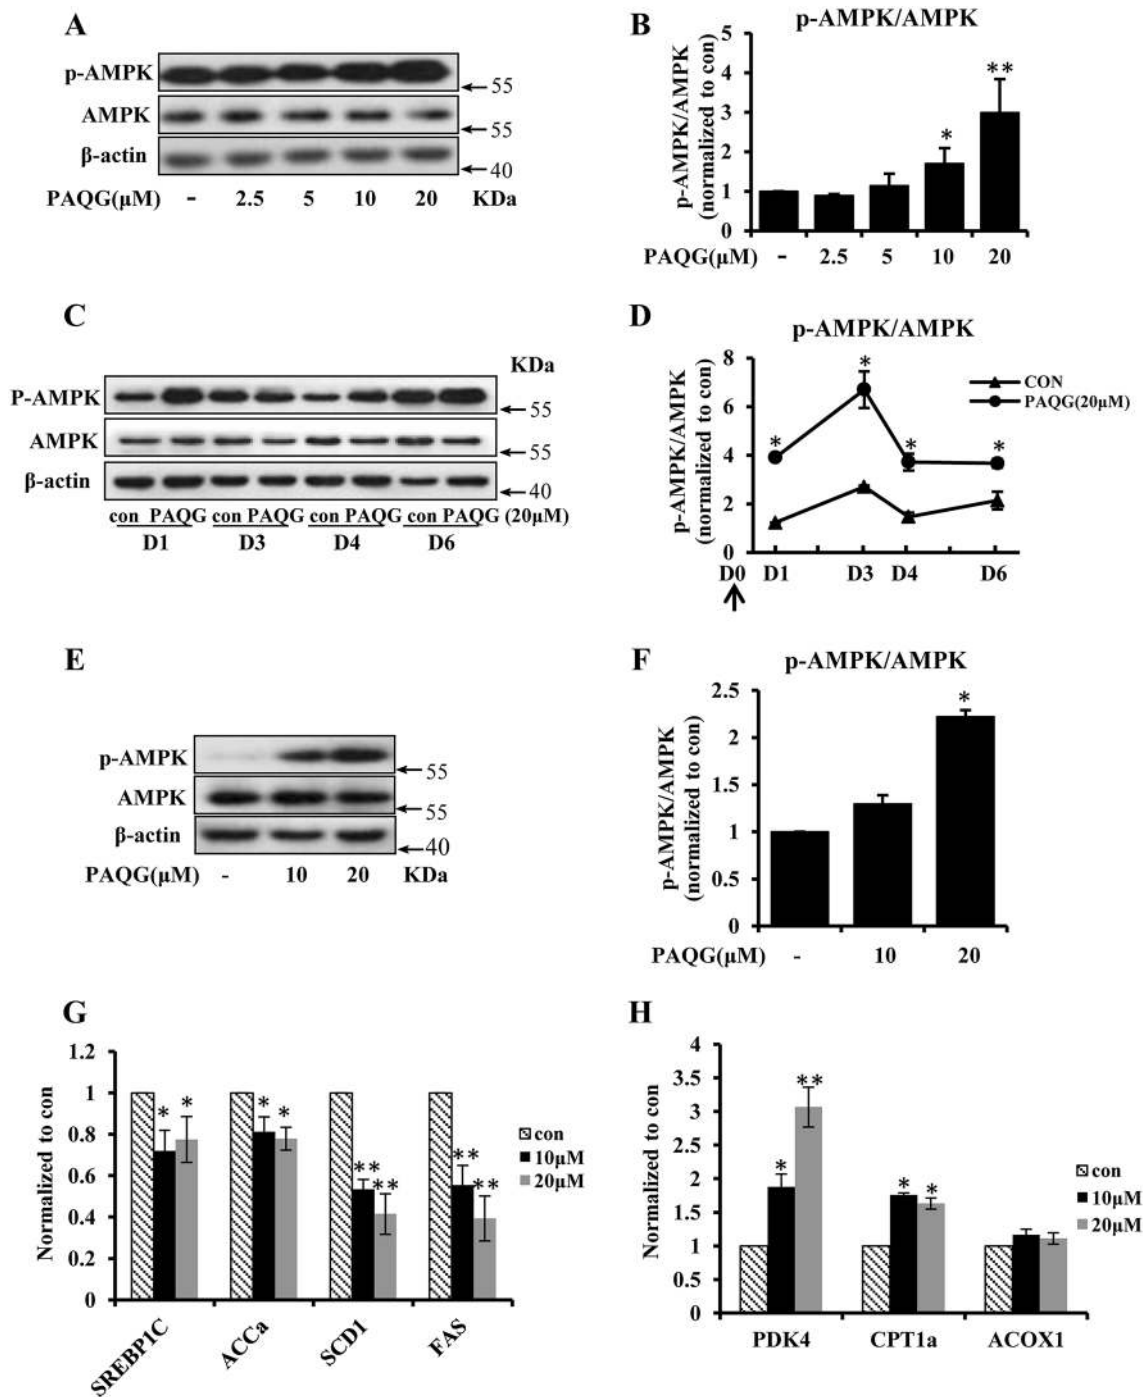 A
p-AMPK
←55
AMPK
←55
β-actin
←40
PAQG(μM) - 2.5 5 10 20 KDa
B
p-AMPK/AMPK
p-AMPK/AMPK
(normalized to con)
5
4
3
2
1
0
*
**
PAQG(μM) - 2.5 5 10 20
C
KDa
P-AMPK
←55
AMPK
←55
β-actin
←40
con PAQG con PAQG con PAQG con PAQG (20μM)
D1 D3 D4 D6
D
p-AMPK/AMPK
p-AMPK/AMPK
(normalized to con)
8
6
4
2
0
* * * *
CON
PAQG(20μM)
D0 D1 D3 D4 D6
E
p-AMPK
←55
AMPK
←55
β-actin
←40
PAQG(μM) - 10 20 KDa
F
p-AMPK/AMPK
p-AMPK/AMPK
(normalized to con)
2.5
2
1.5
1
0.5
0
*
PAQG(μM) - 10 20
G
Normalized to con
1.2
1
0.8
0.6
0.4
0.2
0
* * * * ** ** ** **
con
10μM
20μM
SREBP1C ACCa SCD1 FAS
H
Normalized to con
4
3.5
3
2.5
2
1.5
1
0.5
0
* ** * *
con
10μM
20μM
PDK4 CPT1a ACOX1